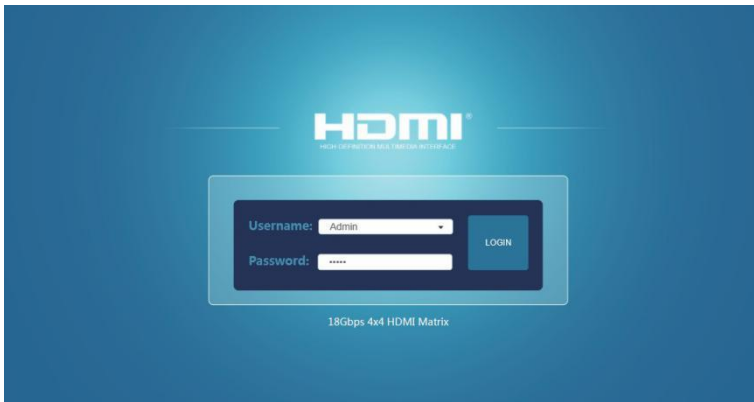 HDMI®
HIGH-DEFINITION MULTIMEDIA INTERFACE
Username: Admin
LOGIN
Password: •••••
18Gbps 4x4 HDMI Matrix